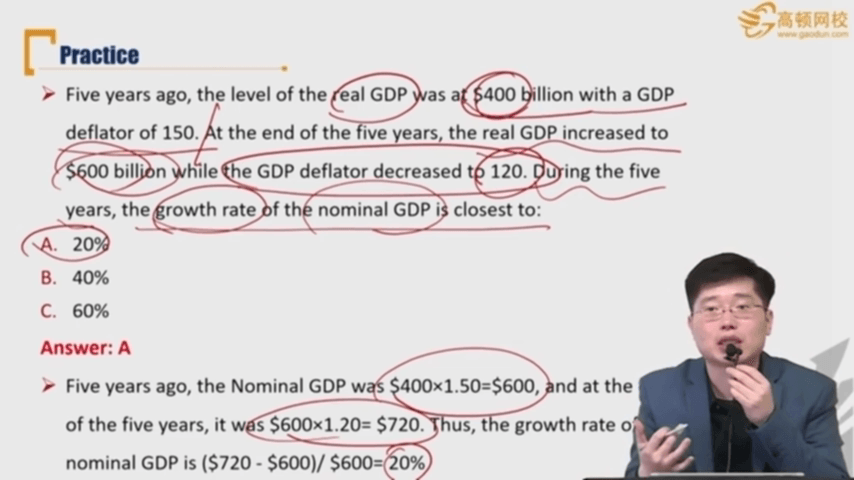 高顿网校
www.gaodun.com
Practice
Five years ago, the level of the real GDP was at $400 billion with a GDP
deflator of 150. At the end of the five years, the real GDP increased to
$600 billion while the GDP deflator decreased to 120. During the five
years, the growth rate of the nominal GDP is closest to:
A. 20%
B. 40%
C. 60%
Answer: A
Five years ago, the Nominal GDP was $400×1.50=$600, and at the
of the five years, it was $600×1.20= $720. Thus, the growth rate
nominal GDP is ($720 - $600)/ $600= 20%